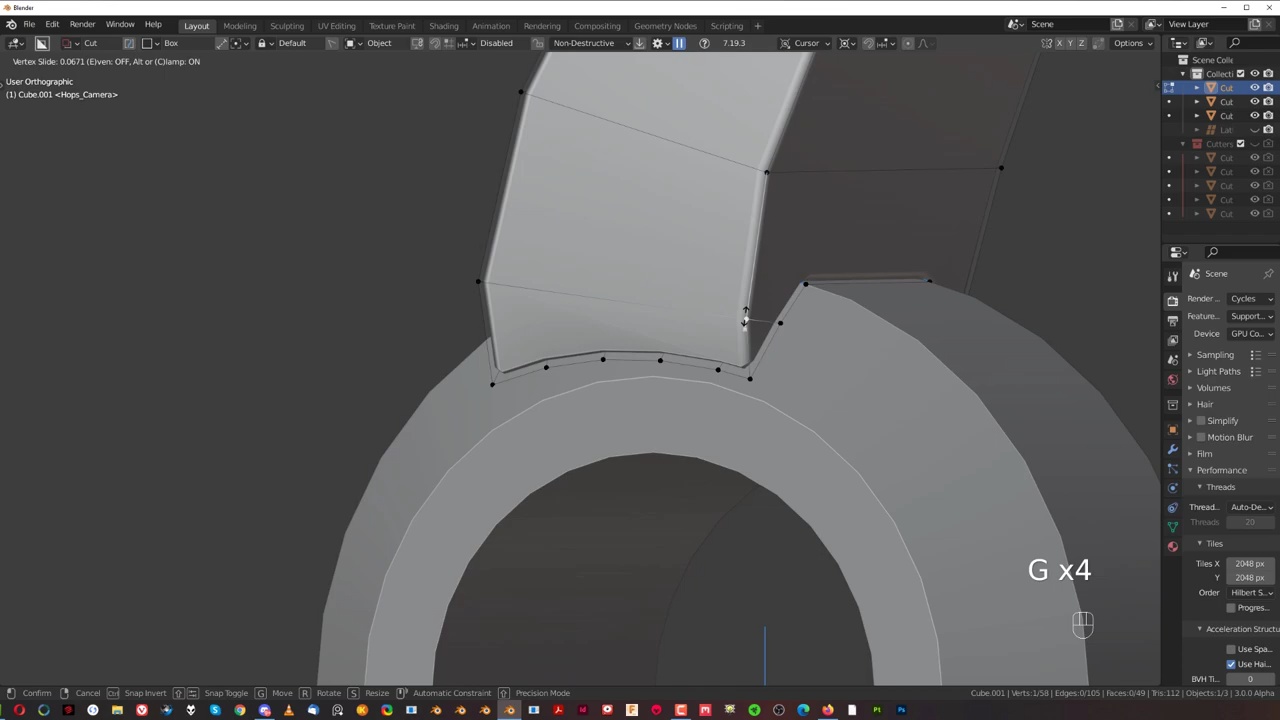 Blender
File Edit Render Window Help Layout Modeling Sculpting UV Editing Texture Paint Shading Animation Rendering Compositing Geometry Nodes Scripting + Scene View Layer
Cut Box Default Object Disabled Non-Destructive 7.19.3 Cursor X Y Z Options
Vertex Slide: 0.0671 (E)ven: OFF, Alt or (C)lamp: ON
User Orthographic
(1) Cube.001 <Hops_Camera>
Scene Colle
Collecti
Cut
Cut
Cut
Lat
Cutters
Cut
Cut
Cut
Cut
Cut
Scene
Render ... Cycles
Feature... Support...
Device GPU Co...
Sampling
Light Paths
Volumes
Hair
Simplify
Motion Blur
Film
Performance
Threads
Thread... Auto-De...
Threads 20
Tiles
Tiles X 2048 px
Y 2048 px
Order Hilbert S...
Progres...
Acceleration Structu
Use Spa...
Use Hai...
BVH Ti... 0
G x4
Confirm Cancel Ctrl Snap Invert Snap Toggle G Move R Rotate S Resize Automatic Constraint Precision Mode Cube.001 | Verts:1/58 | Edges:0/105 | Faces:0/49 | Tris:112 | Objects:1/3 | 3.0.0 Alpha